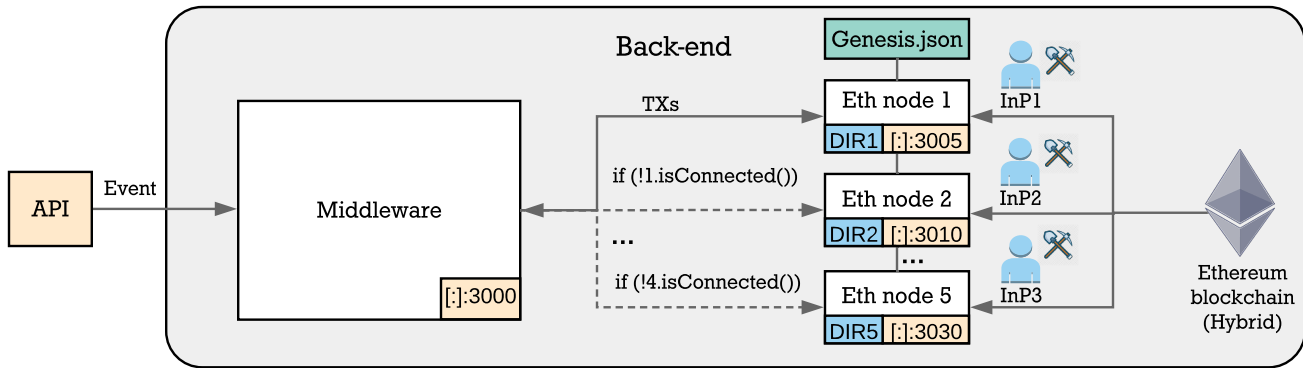 Back-end
Genesis.json
API
Event
Middleware
[:]:3000
TXs
if (!1.isConnected())
...
if (!4.isConnected())
Eth node 1
DIR1 [:]:3005
Eth node 2
DIR2 [:]:3010
...
Eth node 5
DIR5 [:]:3030
InP1
InP2
InP3
Ethereum
blockchain
(Hybrid)